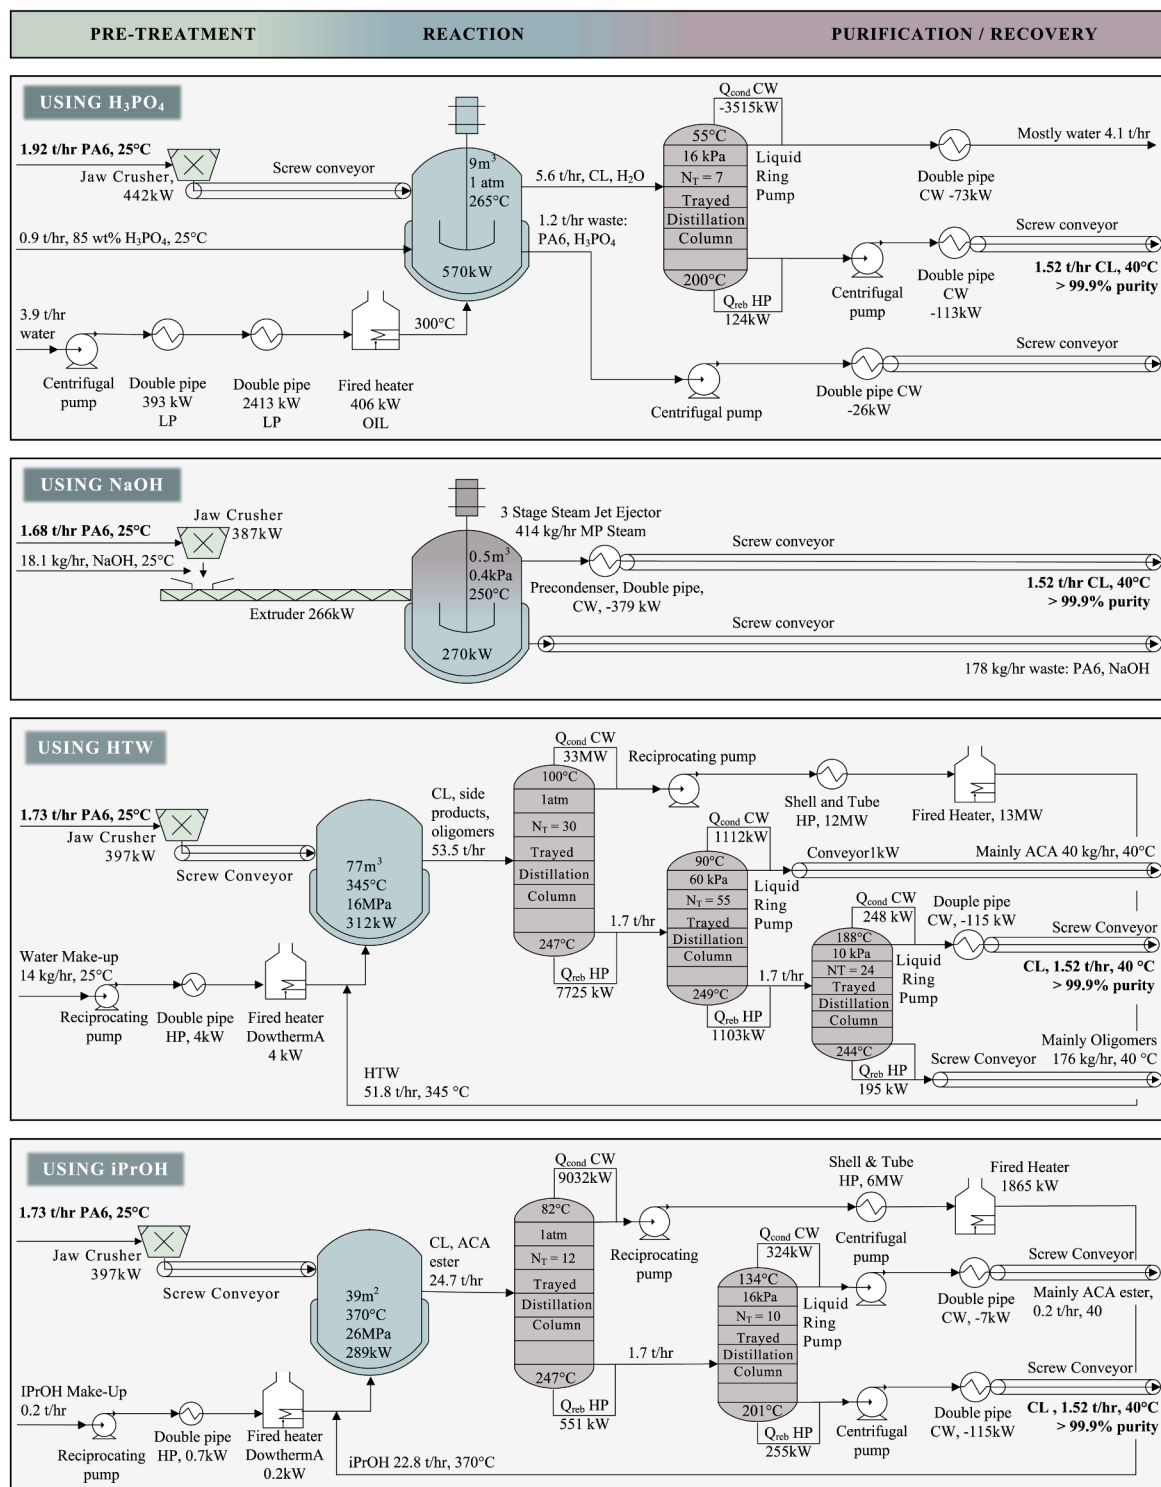 PRE-TREATMENT
REACTION
PURIFICATION / RECOVERY
USING H₃PO₄
1.92 t/hr PA6, 25°C
Jaw Crusher,
442kW
Screw conveyor
0.9 t/hr, 85 wt% H₃PO₄, 25°C
3.9 t/hr
water
Centrifugal
pump
Double pipe
393 kW
LP
Double pipe
2413 kW
LP
Fired heater
406 kW
OIL
300°C
9m³
1 atm
265°C
570kW
5.6 t/hr, CL, H₂O
1.2 t/hr waste:
PA6, H₃PO₄
Q_cond CW
-3515kW
55°C
16 kPa
N_T = 7
Trayed
Distillation
Column
200°C
Q_reb HP
124kW
Liquid
Ring
Pump
Mostly water 4.1 t/hr
Double pipe
CW -73kW
Centrifugal
pump
Double pipe
CW
-113kW
Screw conveyor
1.52 t/hr CL, 40°C
> 99.9% purity
Centrifugal pump
Double pipe CW
-26kW
Screw conveyor
USING NaOH
1.68 t/hr PA6, 25°C
Jaw Crusher
387kW
18.1 kg/hr, NaOH, 25°C
Extruder 266kW
0.5m³
0.4kPa
250°C
270kW
3 Stage Steam Jet Ejector
414 kg/hr MP Steam
Precondenser, Double pipe,
CW, -379 kW
Screw conveyor
1.52 t/hr CL, 40°C
> 99.9% purity
Screw conveyor
178 kg/hr waste: PA6, NaOH
USING HTW
1.73 t/hr PA6, 25°C
Jaw Crusher
397kW
Screw Conveyor
Water Make-up
14 kg/hr, 25°C
Reciprocating
pump
Double pipe
HP, 4kW
Fired heater
DowthermA
4 kW
77m³
345°C
16MPa
312kW
CL, side
products,
oligomers
53.5 t/hr
HTW
51.8 t/hr, 345 °C
Q_cond CW
33MW
100°C
1atm
N_T = 30
Trayed
Distillation
Column
247°C
Q_reb HP
7725 kW
Reciprocating pump
Shell and Tube
HP, 12MW
Fired Heater, 13MW
1.7 t/hr
Q_cond CW
1112kW
90°C
60 kPa
N_T = 55
Trayed
Distillation
Column
249°C
Q_reb HP
1103kW
Liquid
Ring
Pump
Conveyor1kW
Mainly ACA 40 kg/hr, 40°C
1.7 t/hr
Q_cond CW
248 kW
188°C
10 kPa
NT = 24
Trayed
Distillation
Column
244°C
Q_reb HP
195 kW
Liquid
Ring
Pump
Double pipe
CW, -115 kW
Screw Conveyor
CL, 1.52 t/hr, 40 °C
> 99.9% purity
Mainly Oligomers
176 kg/hr, 40 °C
Screw Conveyor
USING iPrOH
1.73 t/hr PA6, 25°C
Jaw Crusher
397kW
Screw Conveyor
IPrOH Make-Up
0.2 t/hr
Reciprocating
pump
Double pipe
HP, 0.7kW
Fired heater
DowthermA
0.2kW
39m²
370°C
26MPa
289kW
CL, ACA
ester
24.7 t/hr
iPrOH 22.8 t/hr, 370°C
Q_cond CW
9032kW
82°C
1atm
N_T = 12
Trayed
Distillation
Column
247°C
Q_reb HP
551 kW
Reciprocating
pump
Shell & Tube
HP, 6MW
Fired Heater
1865 kW
1.7 t/hr
Q_cond CW
324kW
134°C
16kPa
N_T = 10
Trayed
Distillation
Column
201°C
Q_reb HP
255kW
Liquid
Ring
Pump
Centrifugal
pump
Double pipe
CW, -7kW
Screw Conveyor
Mainly ACA ester,
0.2 t/hr, 40
Centrifugal
pump
Double pipe
CW, -115kW
Screw Conveyor
CL , 1.52 t/hr, 40°C
> 99.9% purity